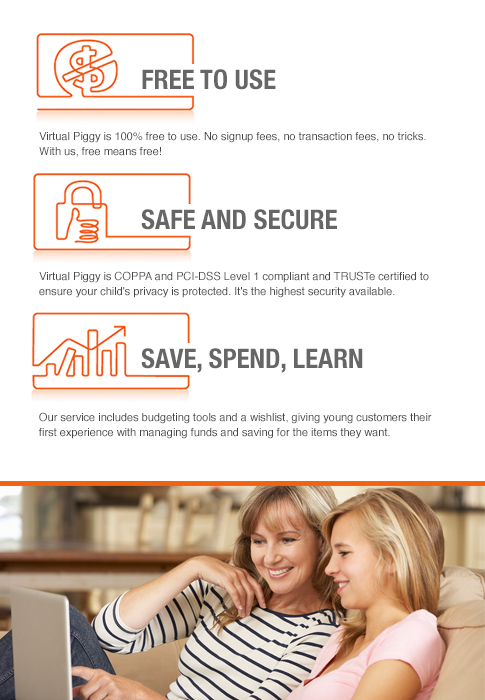 FREE TO USE
Virtual Piggy is 100% free to use. No signup fees, no transaction fees, no tricks.
With us, free means free!
SAFE AND SECURE
Virtual Piggy is COPPA and PCI-DSS Level 1 compliant and TRUSTe certified to
ensure your child's privacy is protected. It's the highest security available.
SAVE, SPEND, LEARN
Our service includes budgeting tools and a wishlist, giving young customers their
first experience with managing funds and saving for the items they want.